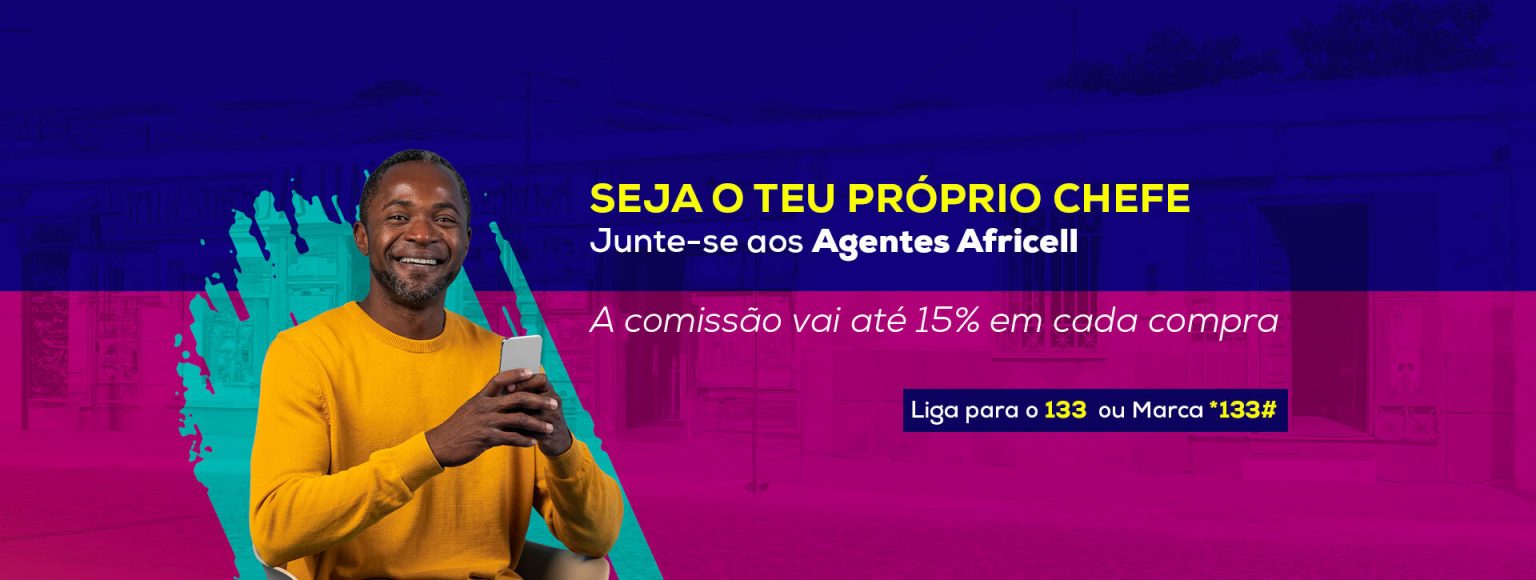 SEJA O TEU PRÓPRIO CHEFE
Junte-se aos Agentes Africell
A comissão vai até 15% em cada compra
Liga para o 133 ou Marca *133#